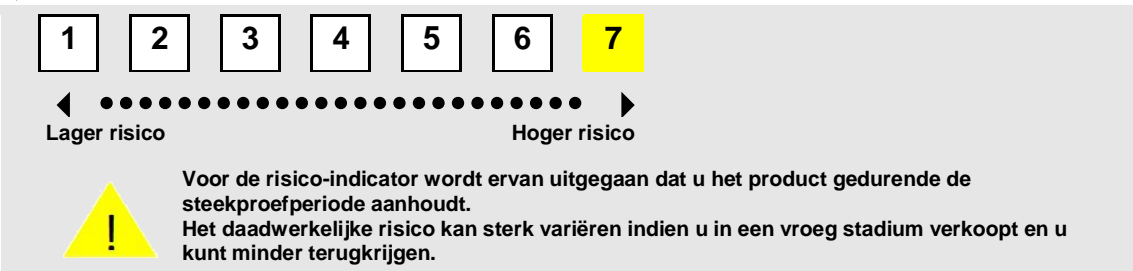 1 2 3 4 5 6 7
Lager risico Hoger risico
Voor de risico-indicator wordt ervan uitgegaan dat u het product gedurende de
steekproefperiode aanhoudt.
Het daadwerkelijke risico kan sterk variëren indien u in een vroeg stadium verkoopt en u
kunt minder terugkrijgen.
!